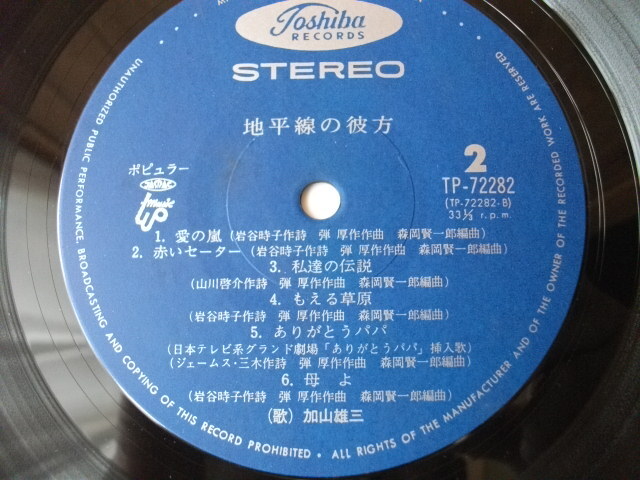 Toshiba
RECORDS
STEREO
地平線の彼方
ポピュラー
music
UP
2
TP-72282
(TP-72282-B)
33⅓ r.p.m.
1. 愛の嵐 (岩谷時子作詩 弾 厚作作曲 森岡賢一郎編曲)
2. 赤いセーター (岩谷時子作詩 弾 厚作作曲 森岡賢一郎編曲)
3. 私達の伝説
(山川啓介作詩 弾 厚作作曲 森岡賢一郎編曲)
4. もえる草原
(岩谷時子作詩 弾 厚作作曲 森岡賢一郎編曲)
5. ありがとうパパ
(日本テレビ系グランド劇場「ありがとうパパ」挿入歌)
(ジェームス・三木作詩 弾 厚作作曲 森岡賢一郎編曲)
6. 母 よ
(岩谷時子作詩 弾 厚作作曲 森岡賢一郎編曲)
(歌) 加山雄三
UNAUTHORIZED PUBLIC PERFORMANCE, BROADCASTING AND COPYING OF THIS RECORD PROHIBITED • ALL RIGHTS OF THE MANUFACTURER AND OF THE OWNER OF THE RECORDED WORK ARE RESERVED